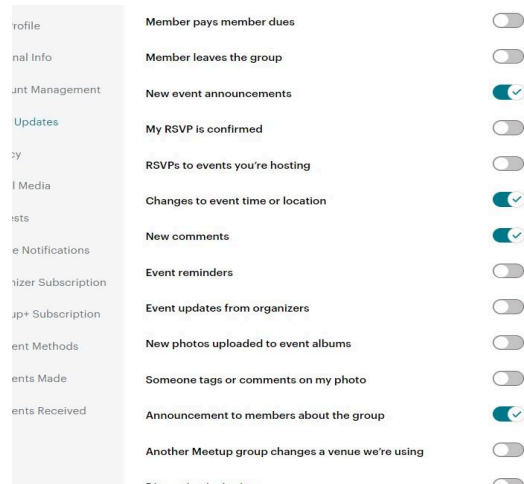 rofile
nal Info
unt Management
Updates
cy
l Media
ests
e Notifications
nizer Subscription
up+ Subscription
ent Methods
ents Made
ents Received
Member pays member dues
Member leaves the group
New event announcements
My RSVP is confirmed
RSVPs to events you're hosting
Changes to event time or location
New comments
Event reminders
Event updates from organizers
New photos uploaded to event albums
Someone tags or comments on my photo
Announcement to members about the group
Another Meetup group changes a venue we're using